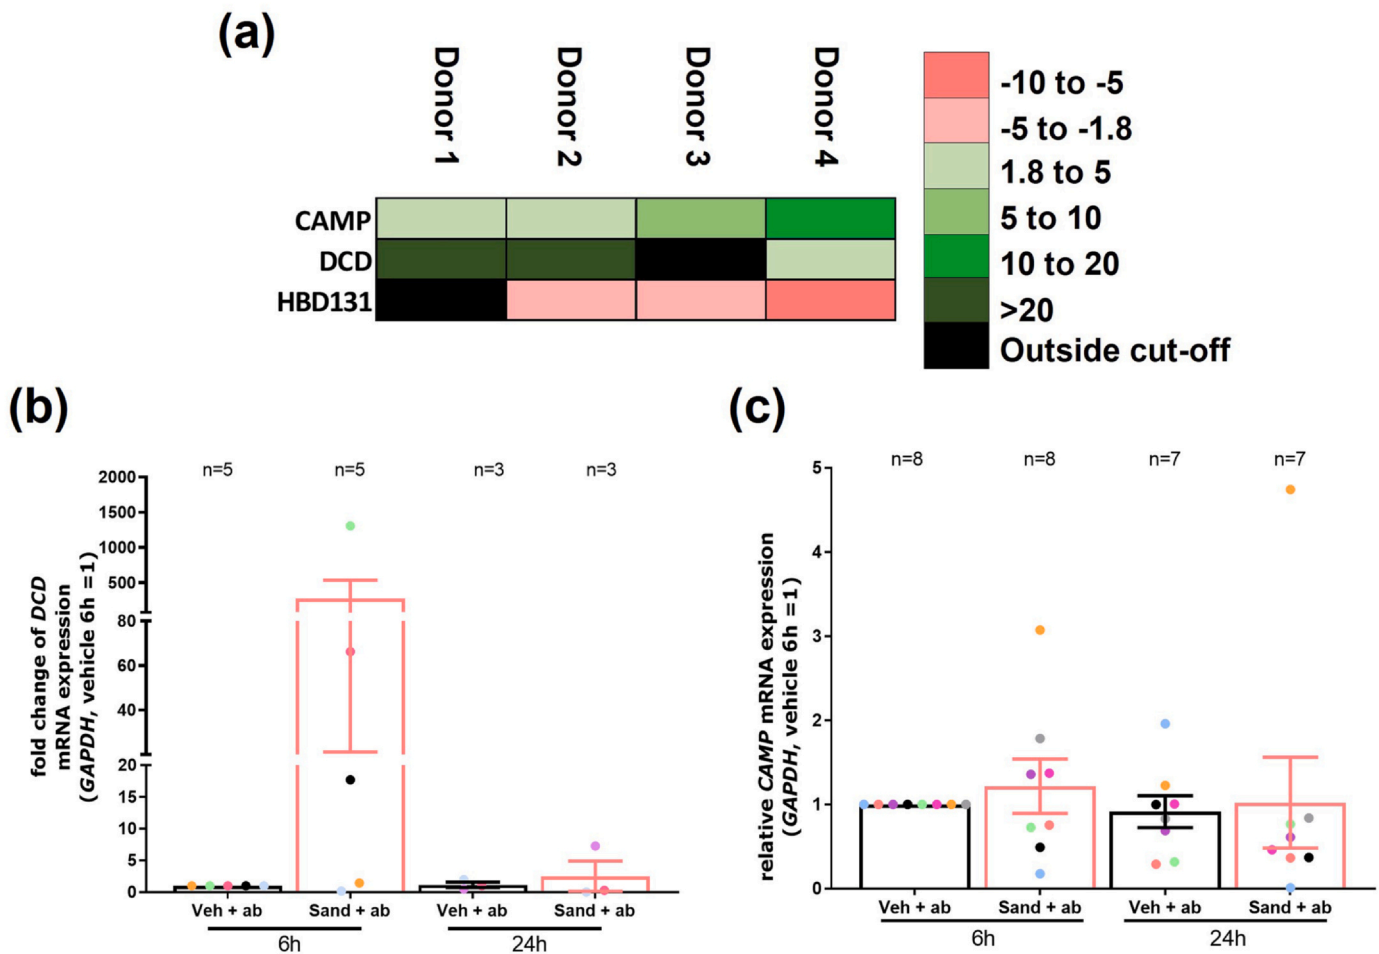 (a)
Donor 1
Donor 2
Donor 3
Donor 4
CAMP
DCD
HBD131
-10 to -5
-5 to -1.8
1.8 to 5
5 to 10
10 to 20
>20
Outside cut-off
(b)
fold change of DCD
mRNA expression
(GAPDH, vehicle 6h =1)
n=5
n=5
n=3
n=3
2000
1500
1000
500
80
60
40
20
15
10
5
0
Veh + ab
Sand + ab
Veh + ab
Sand + ab
6h
24h
(c)
relative CAMP mRNA expression
(GAPDH, vehicle 6h =1)
n=8
n=8
n=7
n=7
5
4
3
2
1
0
Veh + ab
Sand + ab
Veh + ab
Sand + ab
6h
24h